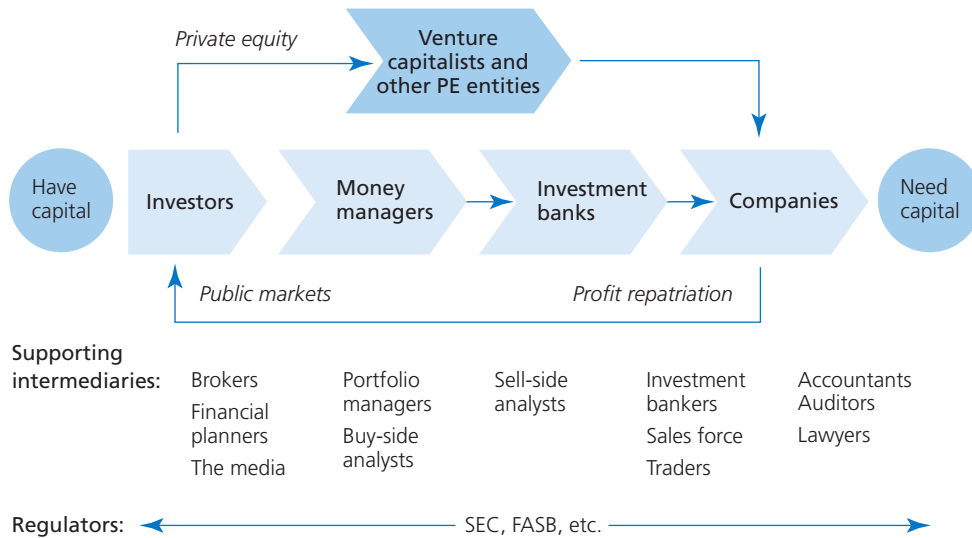 Private equity
Venture
capitalists and
other PE entities
Have
capital
Investors
Money
managers
Investment
banks
Companies
Need
capital
Public markets
Profit repatriation
Supporting
intermediaries:
Brokers
Financial
planners
The media
Portfolio
managers
Buy-side
analysts
Sell-side
analysts
Investment
bankers
Sales force
Traders
Accountants
Auditors
Lawyers
Regulators:
SEC, FASB, etc.